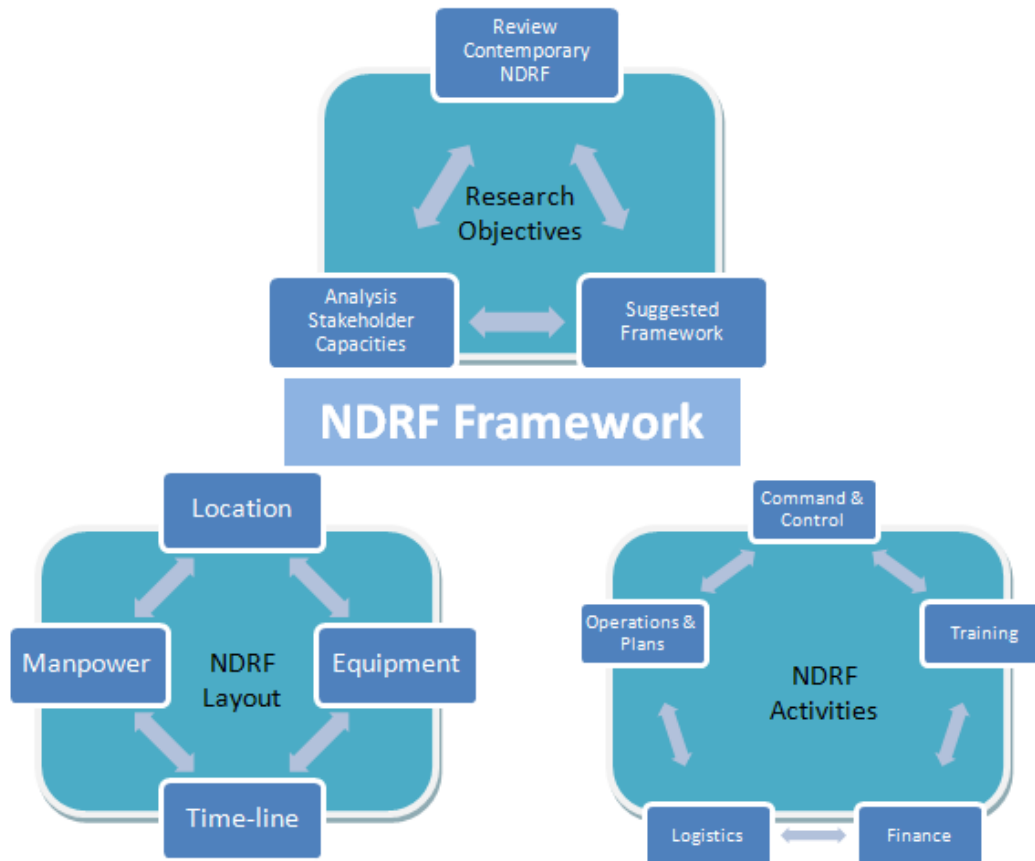 Review
Contemporary
NDRF
Research
Objectives
Analysis
Stakeholder
Capacities
Suggested
Framework
NDRF Framework
Location
Manpower
NDRF
Layout
Equipment
Time-line
Command &
Control
Operations &
Plans
Training
NDRF
Activities
Logistics
Finance